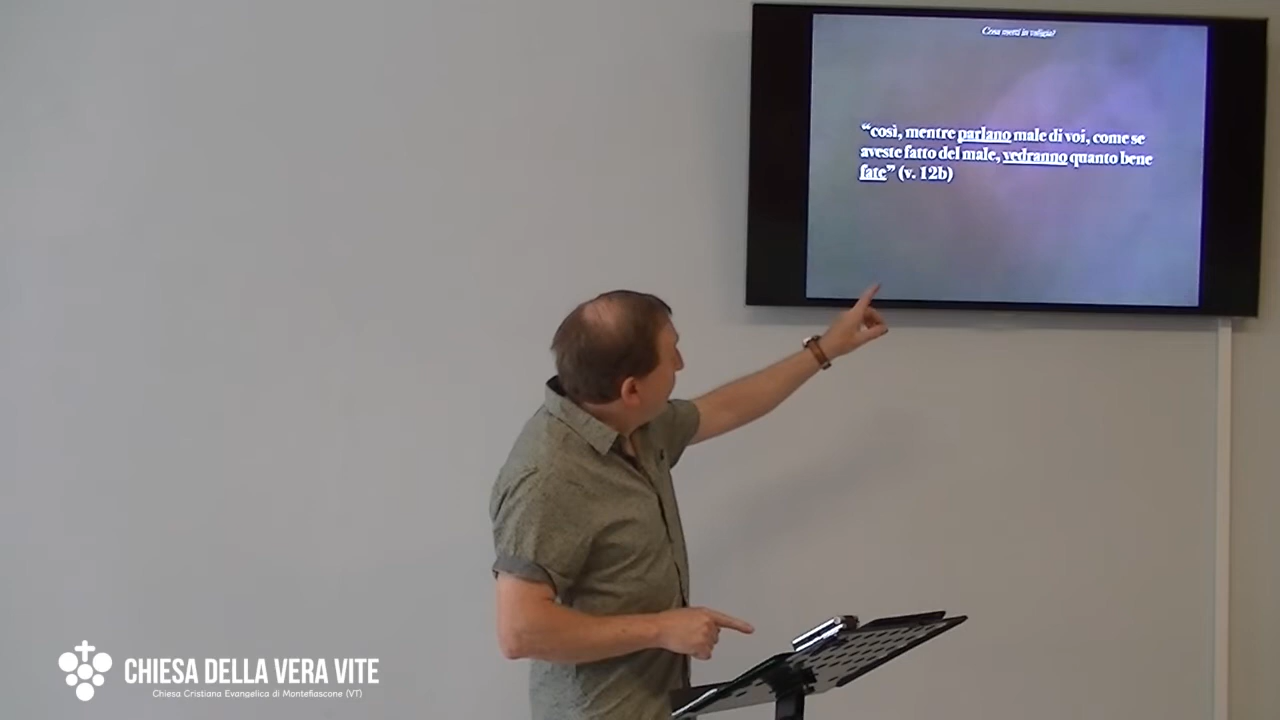 Cosa metti in valigia?
“così, mentre parlano male di voi, come se
aveste fatto del male, vedranno quanto bene
fate” (v. 12b)
CHIESA DELLA VERA VITE
Chiesa Cristiana Evangelica di Montefiascone (VT)